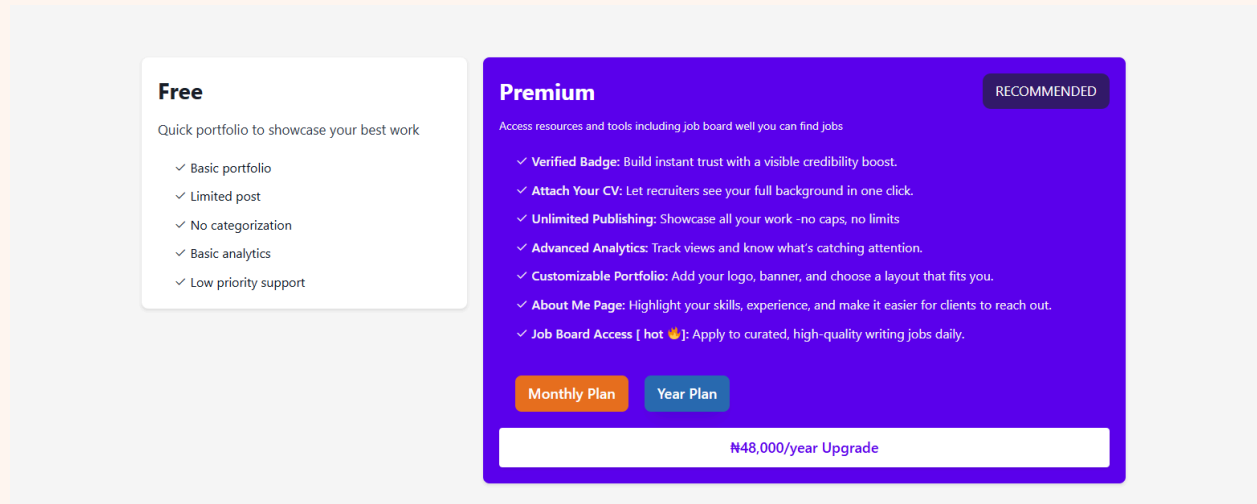 Free
Quick portfolio to showcase your best work
✓ Basic portfolio
✓ Limited post
✓ No categorization
✓ Basic analytics
✓ Low priority support
Premium
RECOMMENDED
Access resources and tools including job board well you can find jobs
✓ Verified Badge: Build instant trust with a visible credibility boost.
✓ Attach Your CV: Let recruiters see your full background in one click.
✓ Unlimited Publishing: Showcase all your work -no caps, no limits
✓ Advanced Analytics: Track views and know what's catching attention.
✓ Customizable Portfolio: Add your logo, banner, and choose a layout that fits you.
✓ About Me Page: Highlight your skills, experience, and make it easier for clients to reach out.
✓ Job Board Access [ hot 🔥]: Apply to curated, high-quality writing jobs daily.
Monthly Plan
Year Plan
₦48,000/year Upgrade